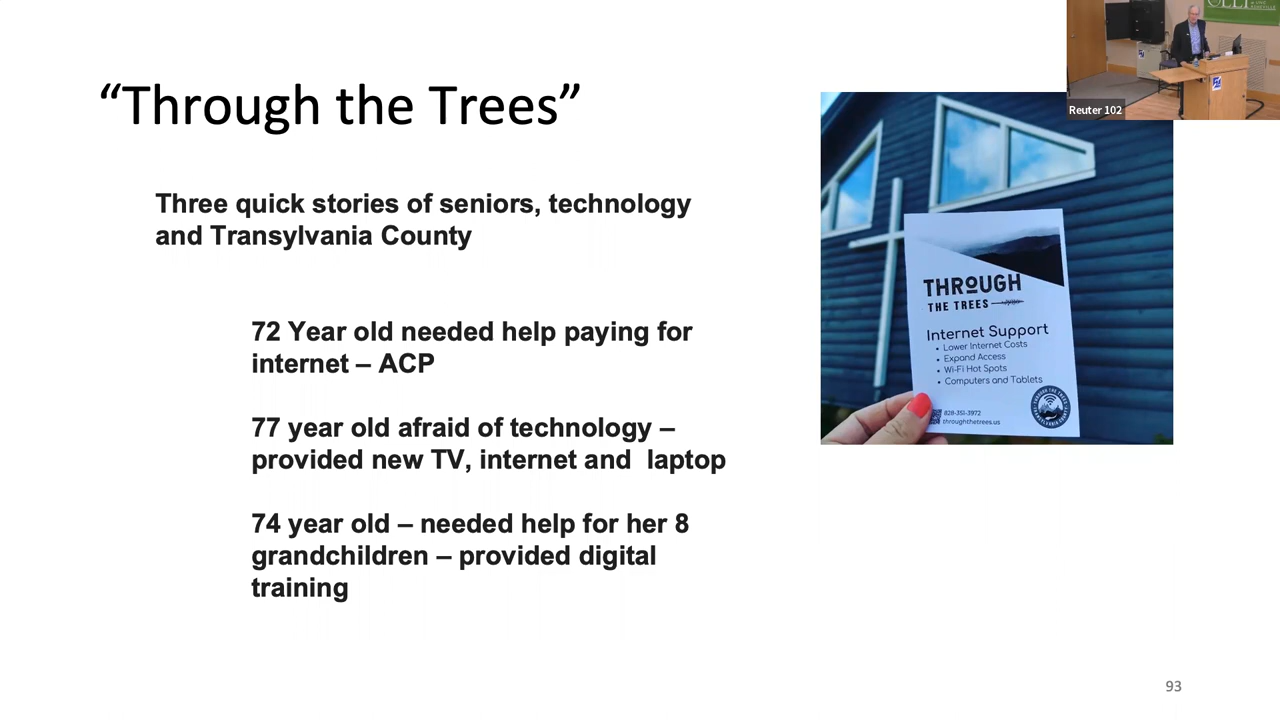 “Through the Trees”
Three quick stories of seniors, technology
and Transylvania County
72 Year old needed help paying for
internet – ACP
77 year old afraid of technology –
provided new TV, internet and  laptop
74 year old – needed help for her 8
grandchildren – provided digital
training
THROUGH
THE TREES
Internet Support
• Lower Internet Costs
• Expand Access
• Wi-Fi Hot Spots
• Computers and Tablets
828-351-3972
throughthetrees.us
Reuter 102
93